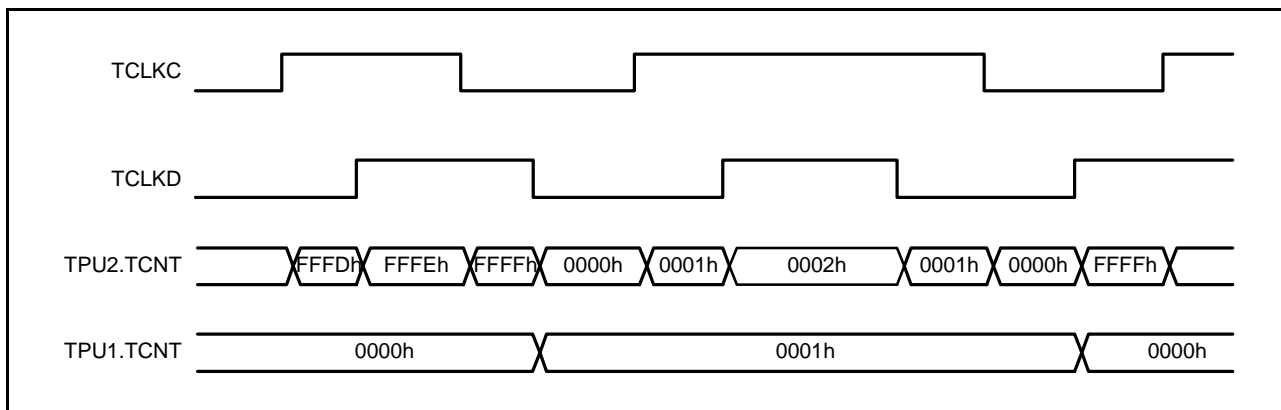 TCLKC
TCLKD
TPU2.TCNT FFFDh FFFEh FFFFh 0000h 0001h 0002h 0001h 0000h FFFFh
TPU1.TCNT 0000h 0001h 0000h